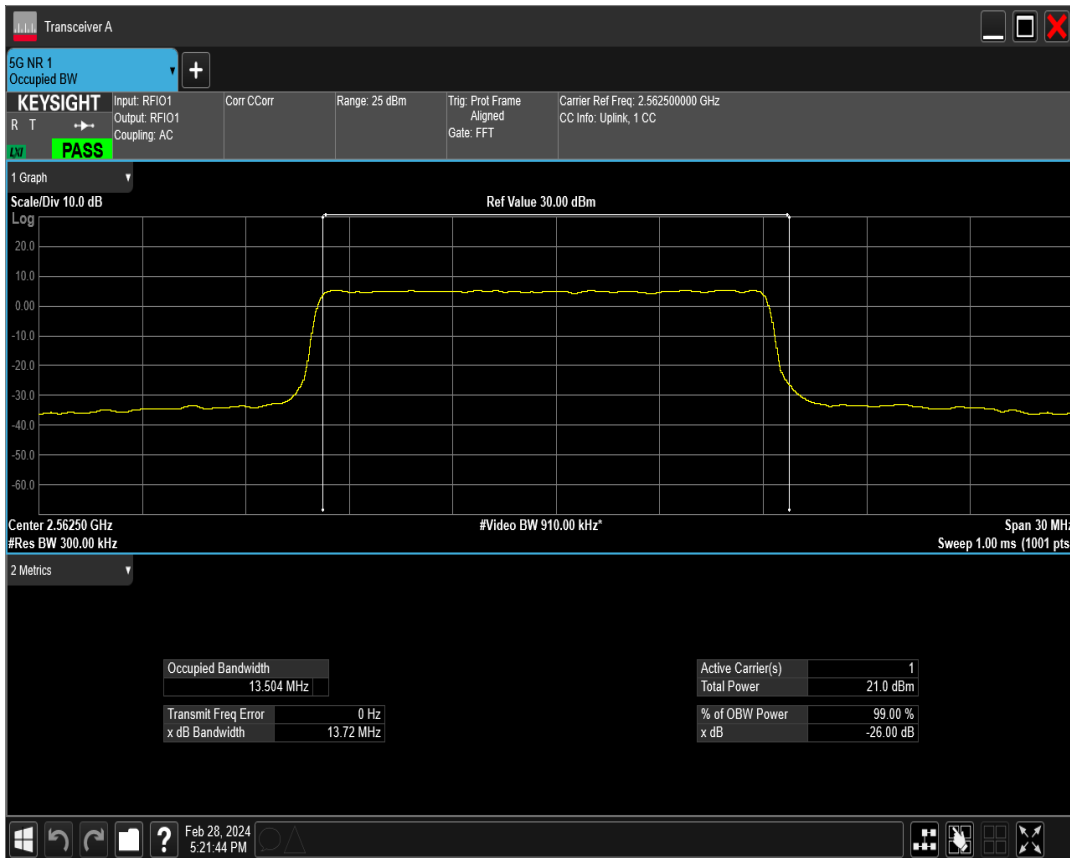 Transceiver A
5G NR 1
Occupied BW
KEYSIGHT
R T
LXI
PASS
Input: RFIO1
Output: RFIO1
Coupling: AC
Corr CCorr
Range: 25 dBm
Trig: Prot Frame
Aligned
Gate: FFT
Carrier Ref Freq: 2.562500000 GHz
CC Info: Uplink, 1 CC
1 Graph
Scale/Div 10.0 dB
Ref Value 30.00 dBm
Log
20.0
10.0
0.00
-10.0
-20.0
-30.0
-40.0
-50.0
-60.0
Center 2.56250 GHz
#Video BW 910.00 kHz*
Span 30 MHz
#Res BW 300.00 kHz
Sweep 1.00 ms (1001 pts
2 Metrics
Occupied Bandwidth
13.504 MHz
Transmit Freq Error 0 Hz
x dB Bandwidth 13.72 MHz
Active Carrier(s) 1
Total Power 21.0 dBm
% of OBW Power 99.00 %
x dB -26.00 dB
?
Feb 28, 2024
5:21:44 PM